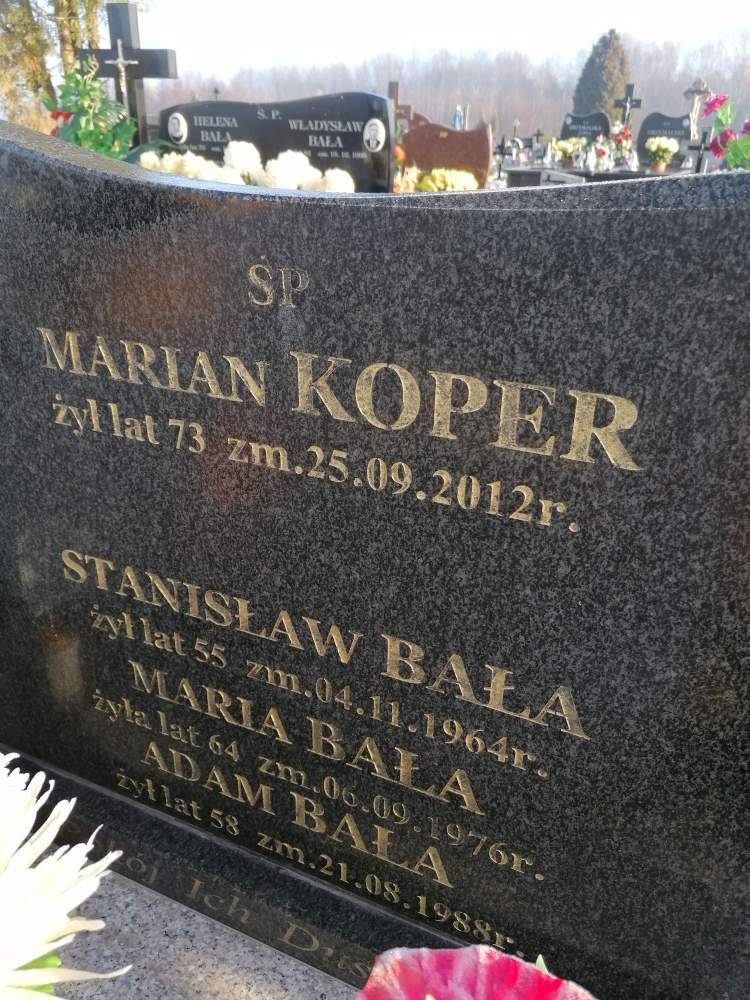 S.P.
HELENA
BAŁA
WŁADYSŁAW
BAŁA
ŚP
MARIAN KOPER
żył lat 73 zm.25.09.2012r.
STANISŁAW BAŁA
żył lat 55 zm.04.11.1964r.
MARIA BAŁA
żyła lat 64 zm.06.09.1976r.
ADAM BAŁA
żył lat 58 zm.21.08.1988r.
Ich